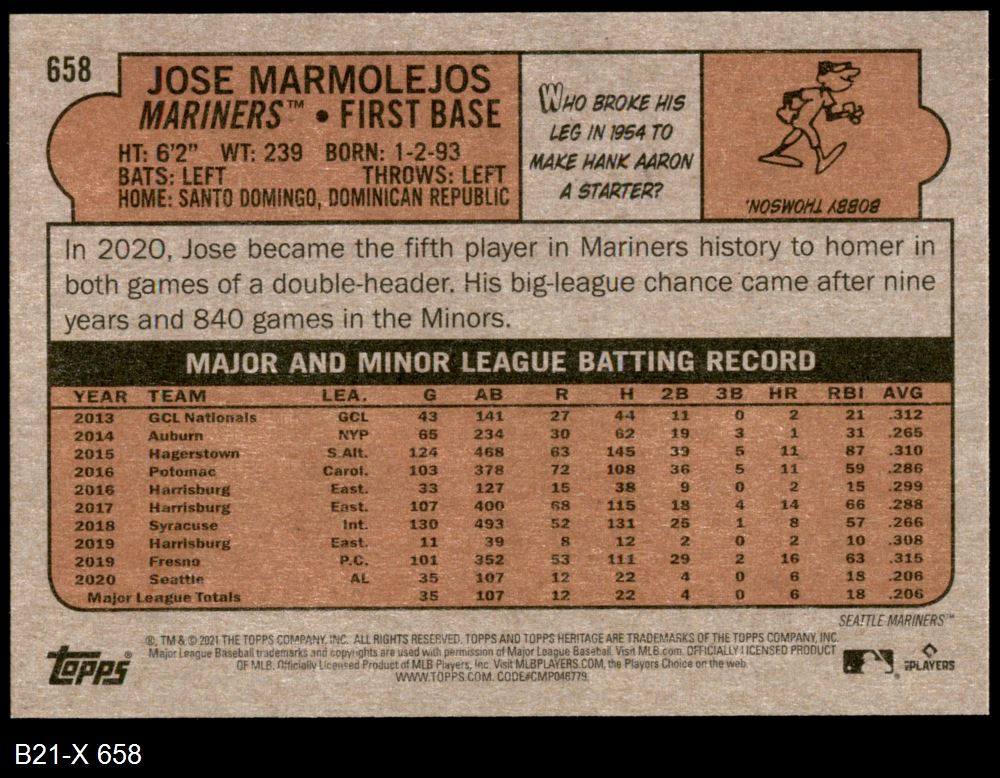 658
JOSE MARMOLEJOS
MARINERS™ • FIRST BASE
HT: 6'2" WT: 239 BORN: 1-2-93
BATS: LEFT THROWS: LEFT
HOME: SANTO DOMINGO, DOMINICAN REPUBLIC
WHO BROKE HIS
LEG IN 1954 TO
MAKE HANK AARON
A STARTER?
BOBBY THOMSON.
In 2020, Jose became the fifth player in Mariners history to homer in
both games of a double-header. His big-league chance came after nine
years and 840 games in the Minors.
MAJOR AND MINOR LEAGUE BATTING RECORD
YEAR TEAM LEA. G AB R H 2B 3B HR RBI AVG
2013 GCL Nationals GCL 43 141 27 44 11 0 2 21 .312
2014 Auburn NYP 65 234 30 62 19 3 1 31 .265
2015 Hagerstown S.Alt. 124 468 63 145 39 5 11 87 .310
2016 Potomac Carol. 103 378 72 108 36 5 11 59 .286
2016 Harrisburg East. 33 127 15 38 9 0 2 15 .299
2017 Harrisburg East. 107 400 68 115 18 4 14 66 .288
2018 Syracuse Int. 130 493 52 131 25 1 8 57 .266
2019 Harrisburg East. 11 39 8 12 2 0 2 10 .308
2019 Fresno P.C. 101 352 53 111 29 2 16 63 .315
2020 Seattle AL 35 107 12 22 4 0 6 18 .206
Major League Totals 35 107 12 22 4 0 6 18 .206
SEATTLE MARINERS™
®, TM & © 2021 THE TOPPS COMPANY, INC. ALL RIGHTS RESERVED. TOPPS AND TOPPS HERITAGE ARE TRADEMARKS OF THE TOPPS COMPANY, INC.
Major League Baseball trademarks and copyrights are used with permission of Major League Baseball. Visit MLB.com. OFFICIALLY LICENSED PRODUCT
OF MLB. Officially Licensed Product of MLB Players, Inc. Visit MLBPLAYERS.COM, the Players Choice on the web.
WWW.TOPPS.COM. CODE#CMP046779.
Topps®
PLAYERS
B21-X 658